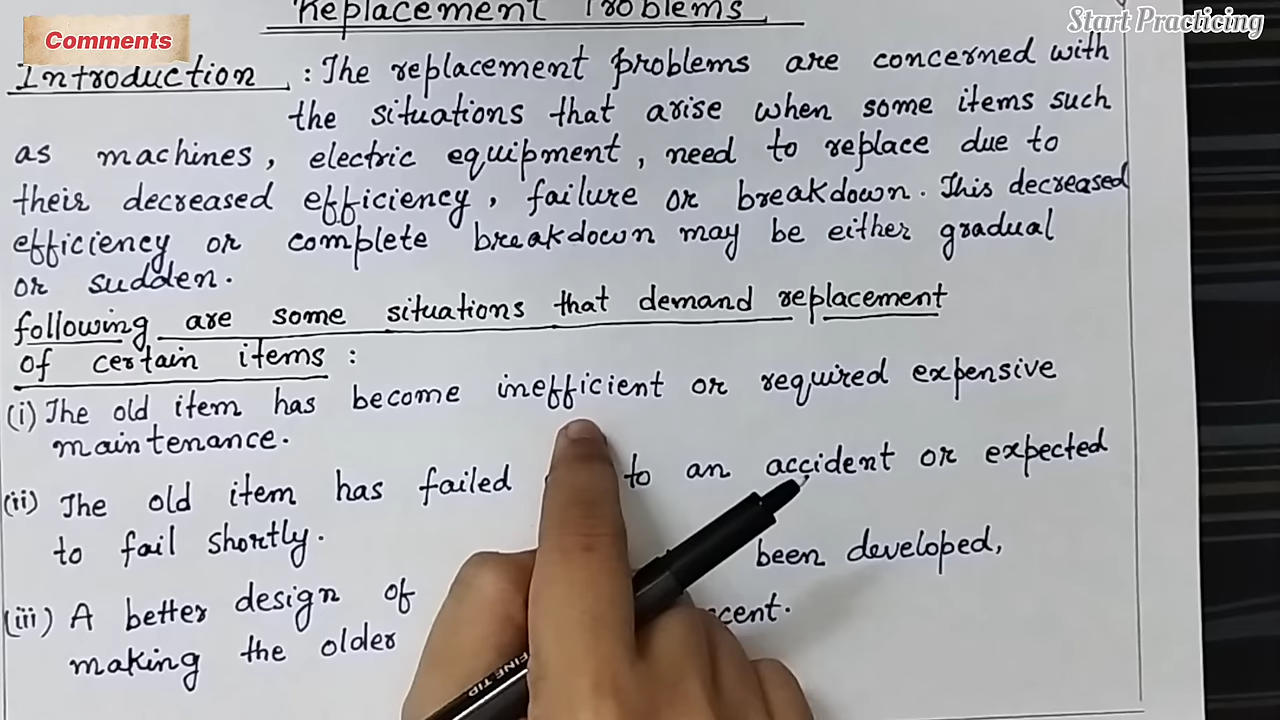 Comments
Start Practicing
Replacement Problems
Introduction : The replacement problems are concerned with
the situations that arise when some items such
as machines, electric equipment, need to replace due to
their decreased efficiency, failure or breakdown. This decreased
efficiency or complete breakdown may be either gradual
or sudden.
following are some situations that demand replacement
of certain items :
(i) The old item has become inefficient or required expensive
maintenance.
(ii) The old item has failed to an accident or expected
to fail shortly.
(iii) A better design of been developed,
making the older
FINE TIP